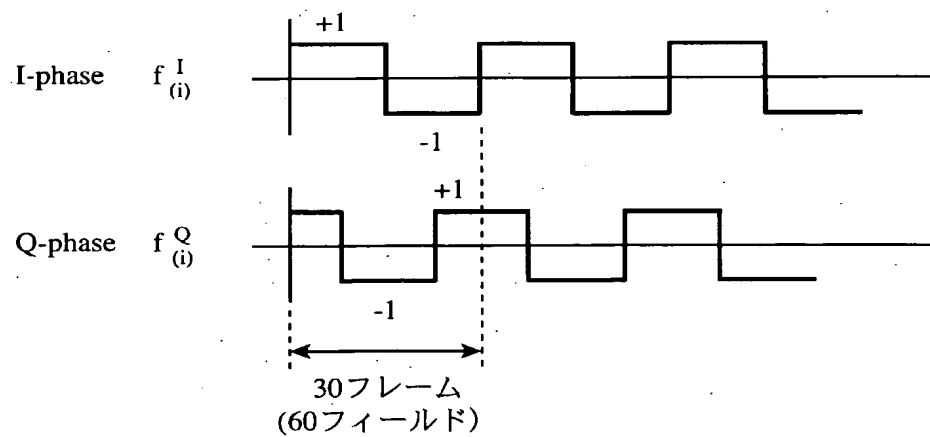 +1
I-phase f I (i)
-1
+1
Q-phase f Q (i)
-1
30フレーム
(60フィールド)